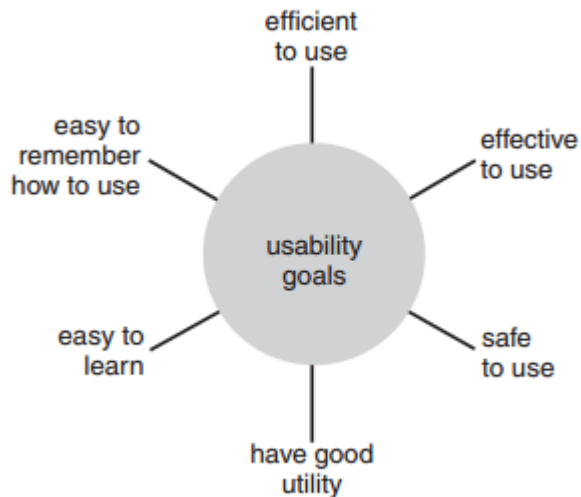 efficient
to use
effective
to use
safe
to use
have good
utility
easy to
learn
easy to
remember
how to use
usability
goals